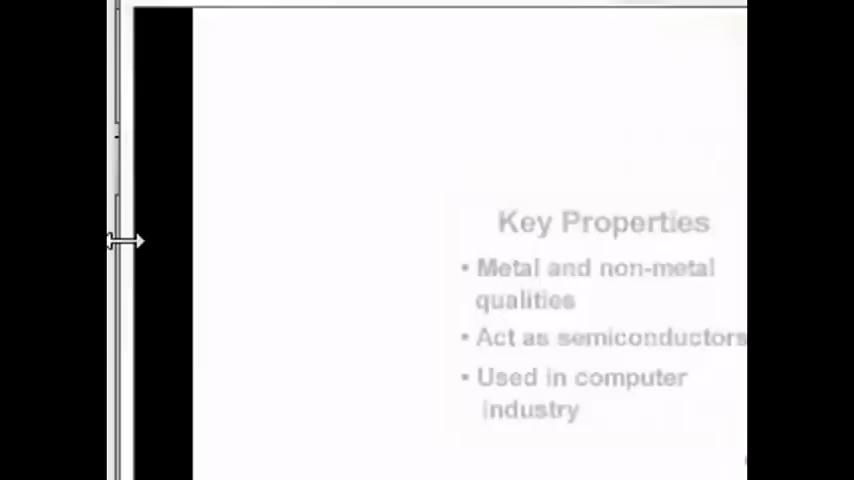 Key Properties
• Metal and non-metal
qualities
• Act as semiconductors
• Used in computer
industry